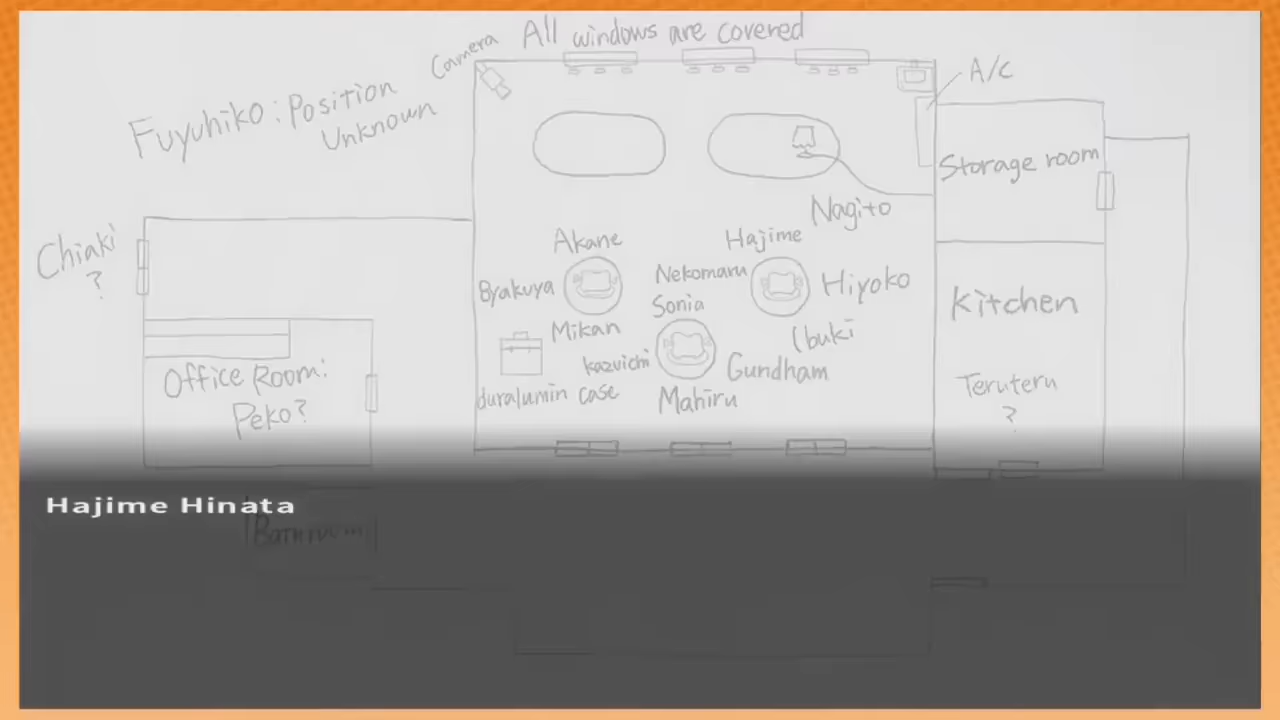 All windows are covered
Camera
A/C
Fuyuhiko: Position
Unknown
Storage room
Nagito
Chiaki
?
Akane
Hajime
Byakuya
Nekomaru
Hiyoko
Sonia
Kitchen
Mikan
Ibuki
kazuichi
Gundham
Office Room:
Peko?
duralumin case
Mahiru
Teruteru
?
Hajime Hinata
Bathroom